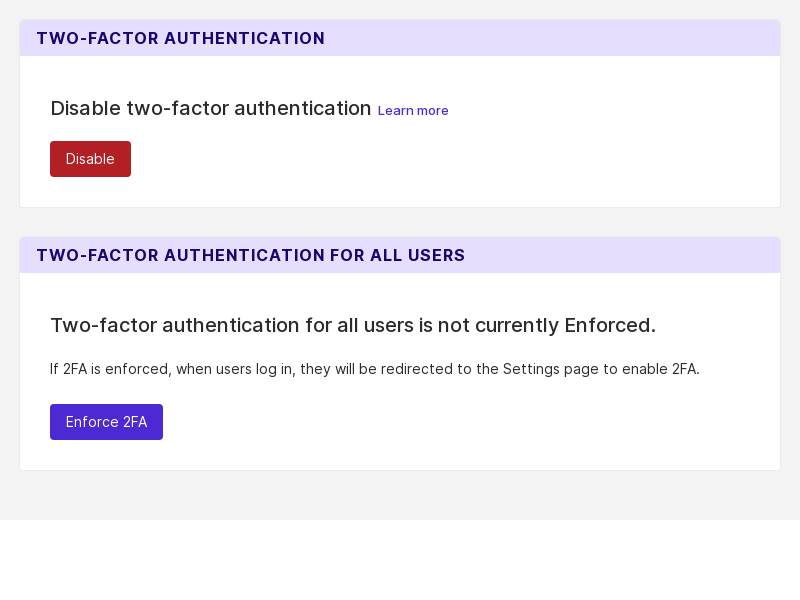 TWO-FACTOR AUTHENTICATION
Disable two-factor authentication Learn more
Disable
TWO-FACTOR AUTHENTICATION FOR ALL USERS
Two-factor authentication for all users is not currently Enforced.
If 2FA is enforced, when users log in, they will be redirected to the Settings page to enable 2FA.
Enforce 2FA